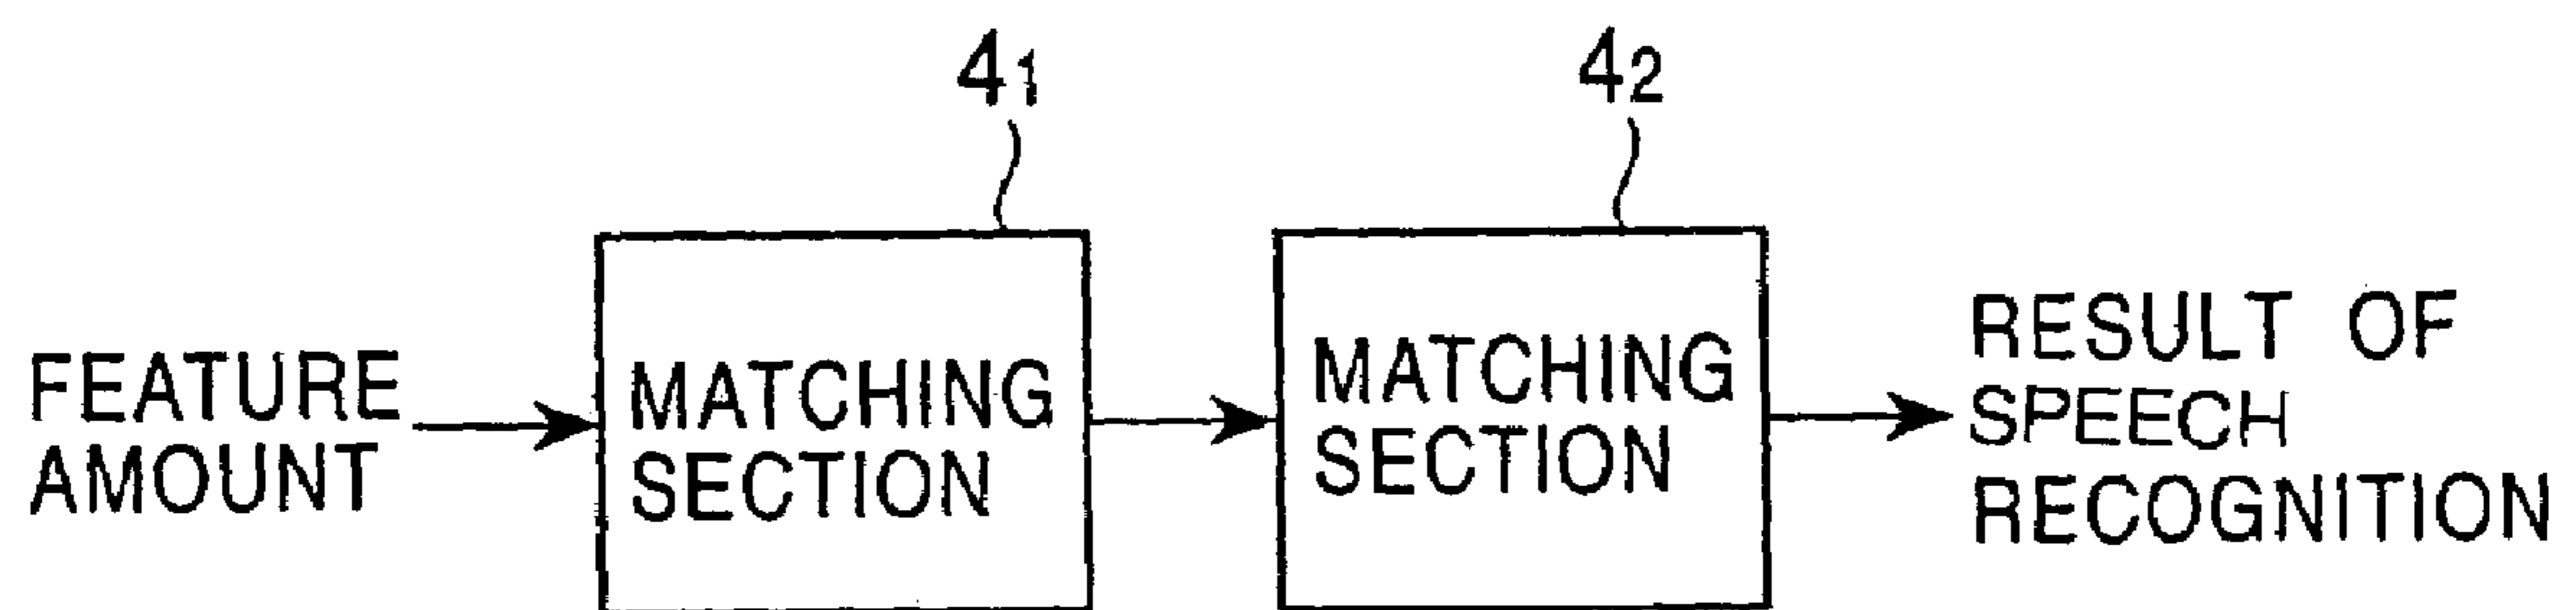 41
42
FEATURE
AMOUNT
MATCHING
SECTION
MATCHING
SECTION
RESULT OF
SPEECH
RECOGNITION